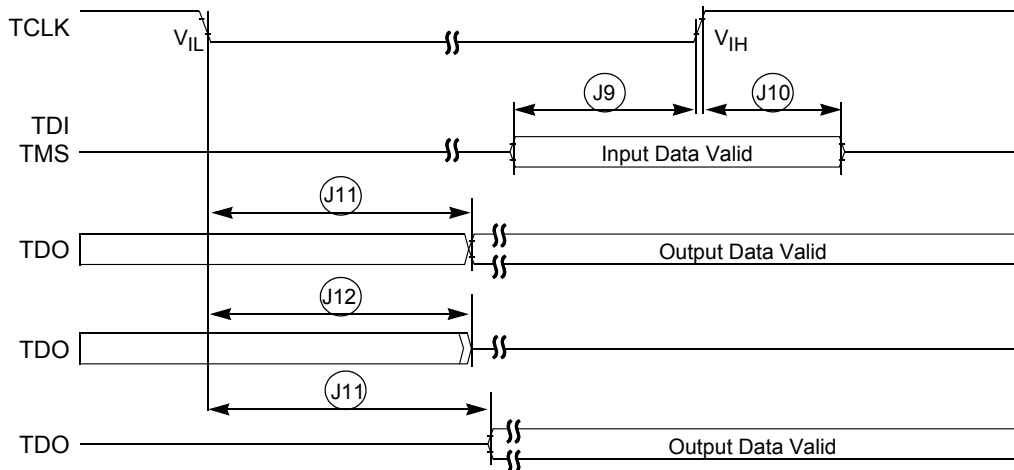 TCLK
V_IL
V_IH
J9
J10
TDI
TMS
Input Data Valid
J11
TDO
Output Data Valid
J12
TDO
J11
TDO
Output Data Valid